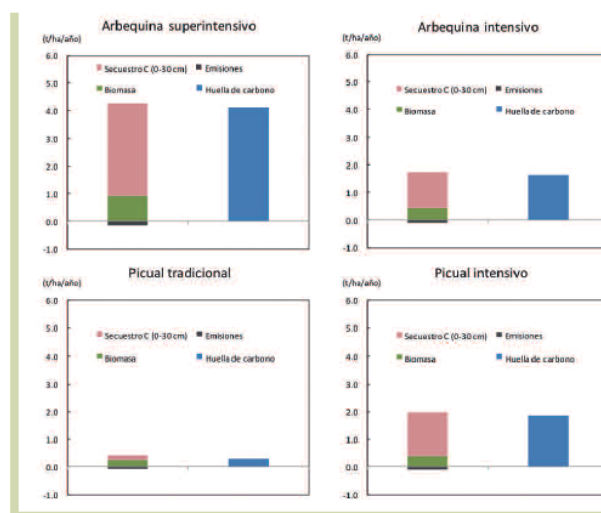 Arbequina superintensivo
(t/ha/año)
6.0
5.0
4.0
3.0
2.0
1.0
0.0
-1.0
Secuestro C (0-30 cm)
Emisiones
Biomasa
Huella de carbono
Arbequina intensivo
(t/ha/año)
6.0
5.0
4.0
3.0
2.0
1.0
0.0
-1.0
Secuestro C (0-30 cm)
Emisiones
Biomasa
Huella de carbono
Picual tradicional
(t/ha/año)
6.0
5.0
4.0
3.0
2.0
1.0
0.0
-1.0
Secuestro C (0-30 cm)
Emisiones
Biomasa
Huella de carbono
Picual intensivo
(t/ha/año)
6.0
5.0
4.0
3.0
2.0
1.0
0.0
-1.0
Secuestro C (0-30 cm)
Emisiones
Biomasa
Huella de carbono